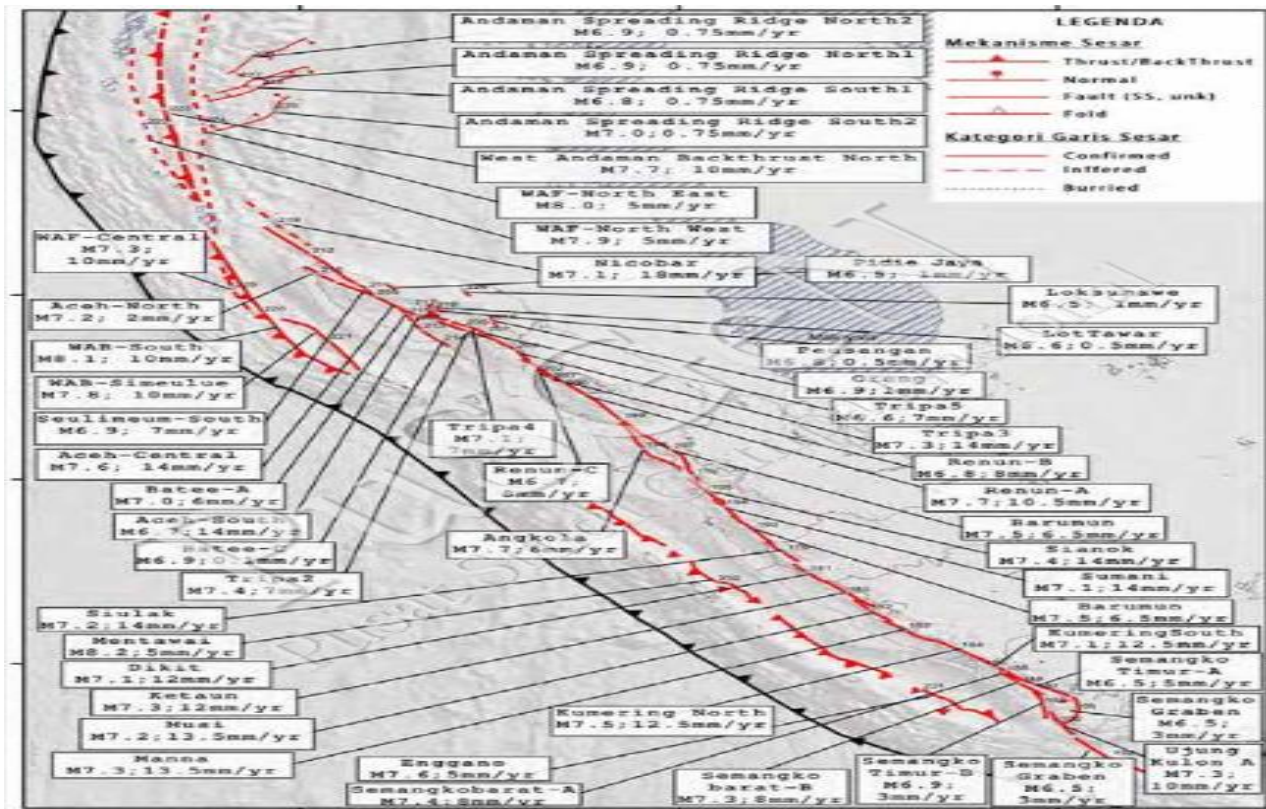 Andaman Spreading Ridge North2
M6.9; 0.75mm/yr
Andaman Spreading Ridge North1
M6.9; 0.75mm/yr
Andaman Spreading Ridge South1
M6.8; 0.75mm/yr
Andaman Spreading Ridge South2
M7.0;0.75mm/yr
West Andaman Backthrust North
M7.7; 10mm/yr
WAF-North East
M8.0; 5mm/yr
WAF-North West
M7.9; 5mm/yr
Nicobar
M7.1; 18mm/yr
LEGENDA
Mekanisme Sesar
Thrust/BackThrust
Normal
Fault (SS, unk)
Fold
Kategori Garis Sesar
Confirmed
Inffered
Burried
WAF-Central
M7.3;
10mm/yr
Aceh-North
M7.2; 2mm/yr
WAB-South
M8.1; 10mm/yr
WAB-Simeulue
M7.8; 10mm/yr
Seulimeum-South
M6.9; 7mm/yr
Aceh-Central
M7.6; 14mm/yr
Batee-A
M7.0;6mm/yr
Aceh-South
M6.7;14mm/yr
M6.9;
Tripa2
M7.4;7mm/yr
Siulak
M7.2;14mm/yr
Mentawai
M8.2;5mm/yr
Dikit
M7.1;12mm/yr
Ketaun
M7.3;12mm/yr
Musi
M7.2;13.5mm/yr
Manna
M7.3;13.5mm/yr
Pidie Jaya
M6.9; 1mm/yr
LotTawar
M6.6;0.5mm/yr
Peusangan
M6.9;1mm/yr
Tripa5
M6.6;7mm/yr
Tripa3
M7.3;14mm/yr
Renun-B
M6.8;8mm/yr
Renun-A
M7.7;10.5mm/yr
Barumun
M7.5;6.5mm/yr
Sianok
M7.4;14mm/yr
Sumani
M7.1;14mm/yr
Barumun
M7.5;6.5mm/yr
KumeringSouth
M7.1;12.5mm/yr
Semangko
Timur-A
M6.5;5mm/yr
Semangko
Graben
M6.5;
3mm/yr
Ujung
Kulon A
M7.3;
10mm/yr
Tripa4
M7.1;
7mm/yr
Renun-C
M6.7;
Angkola
M7.7;6mm/yr
Kumering North
M7.5;12.5mm/yr
Enggano
M7.6;5mm/yr
Semangkobarat-A
M7.4;8mm/yr
Semangko
barat-B
M7.3;8mm/yr
Semangko
Timur-B
M6.9;
3mm/yr
Semangko
Graben
M6.5;
3mm/yr